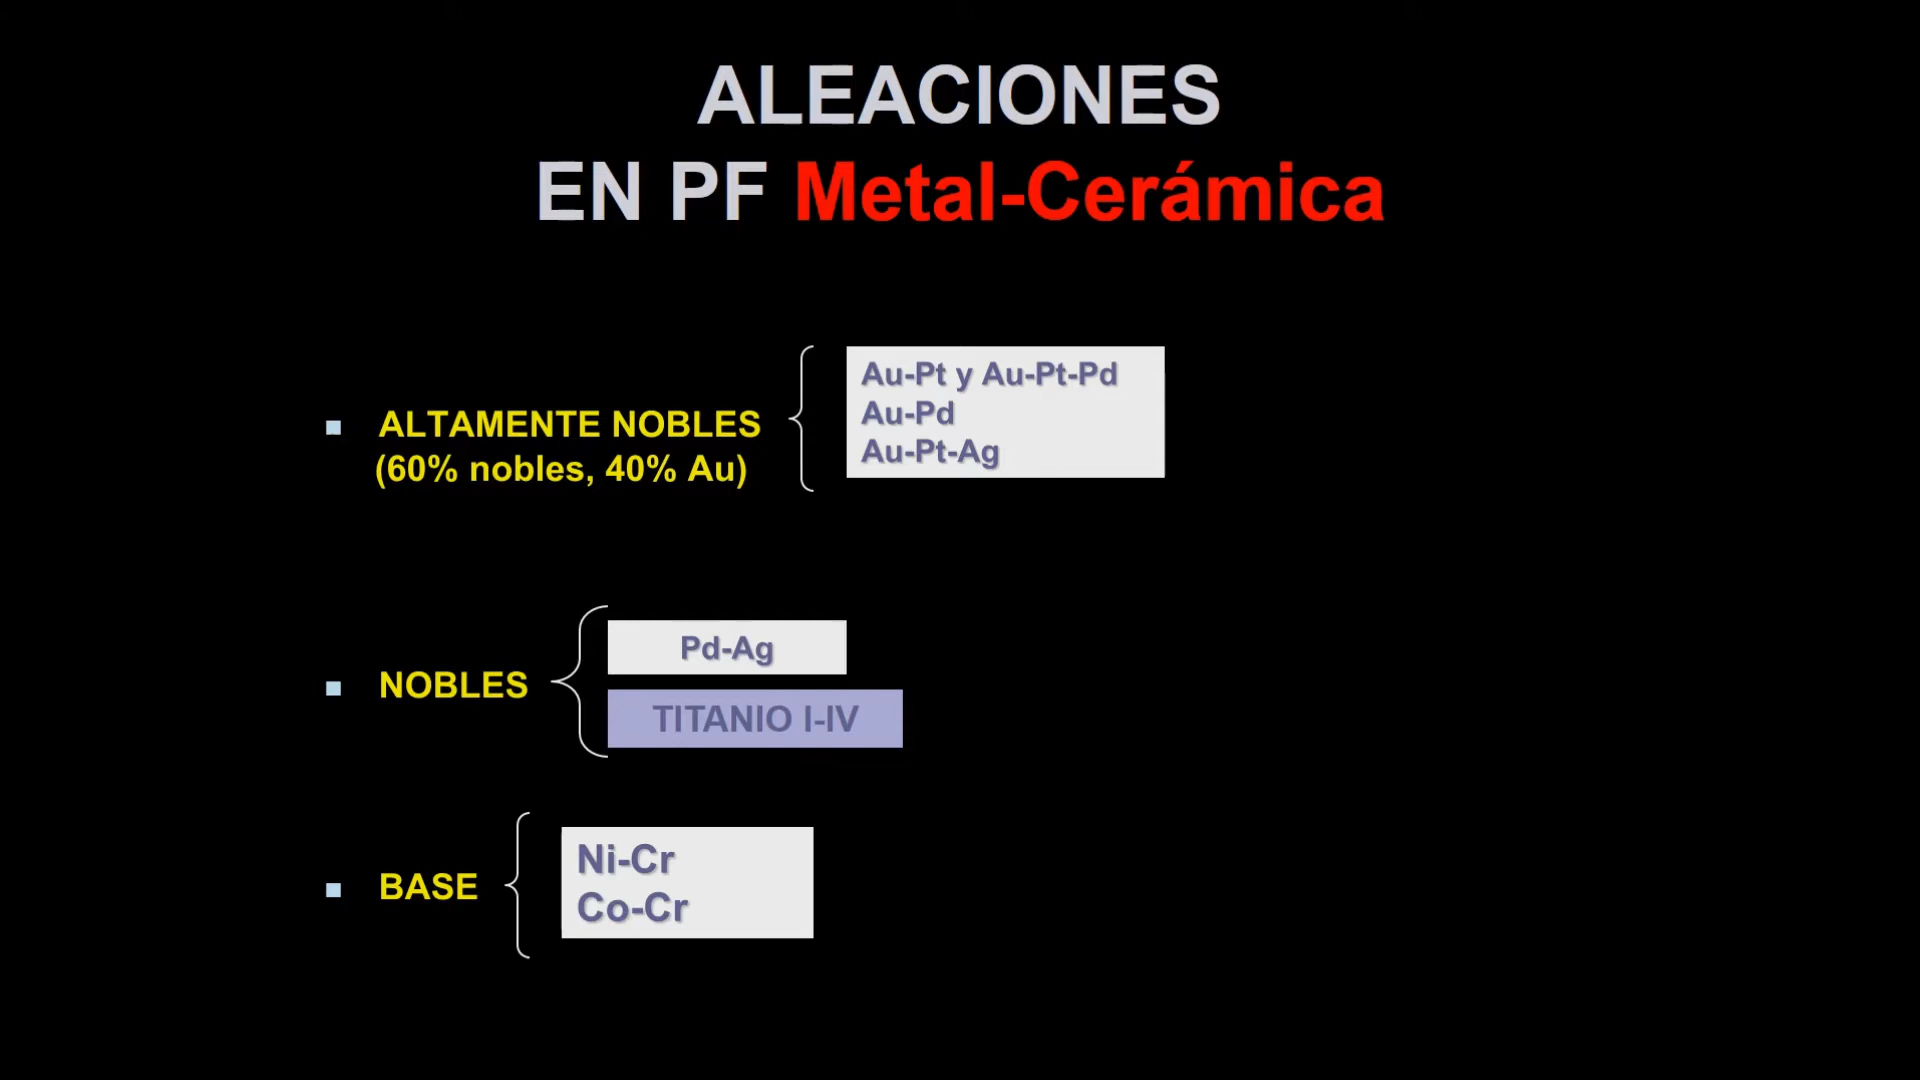 ALEACIONES
EN PF Metal-Cerámica
ALTAMENTE NOBLES
(60% nobles, 40% Au)
Au-Pt y Au-Pt-Pd
Au-Pd
Au-Pt-Ag
NOBLES
Pd-Ag
TITANIO I-IV
BASE
Ni-Cr
Co-Cr